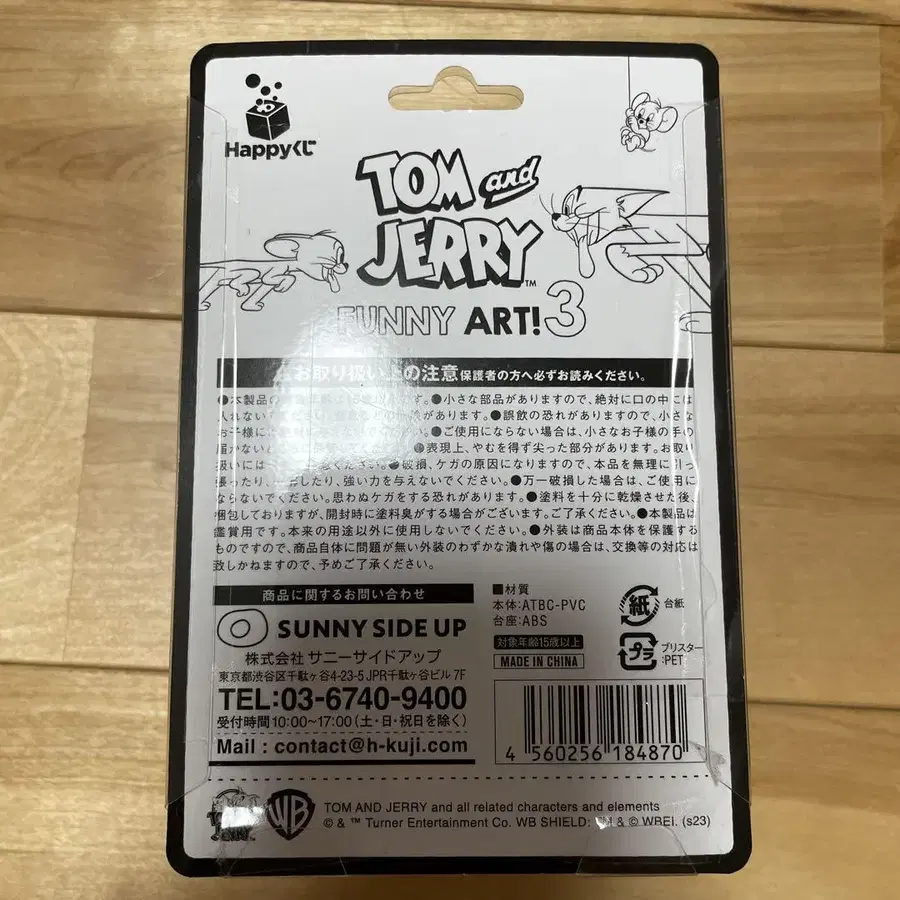 Happyくじ
TOM and
JERRY™
FUNNY ART!3
お取り扱い上の注意 保護者の方へ必ずお読みください。
●本製品の です。●小さな部品がありますので、絶対に口の中には
入れないで があります。●誤飲の恐れがありますので、小さな
お子様には ●ご使用にならない場合は、小さなお子様の手の
届かない ●表現上、やむを得ず尖った部分があります。お取り
扱いには ください。●破損、ケガの原因になりますので、本品を無理に引っ
張ったり、 したり、強い力を与えないでください。●万一破損した場合は、ご使用に
ならないでください。思わぬケガをする恐れがあります。●塗料を十分に乾燥させた後、
梱包しておりますが、開封時に塗料臭がする場合がございます。ご了承ください。●本製品は
鑑賞用です。本来の用途以外に使用しないでください。●外装は商品本体を保護する
ものですので、商品自体に問題が無い外装のわずかな潰れや傷の場合は、交換等の対応は
致しかねますので、予めご了承ください。
商品に関するお問い合わせ
SUNNY SIDE UP
株式会社 サニーサイドアップ
東京都渋谷区千駄ヶ谷4-23-5 JPR千駄ヶ谷ビル 7F
TEL:03-6740-9400
受付時間 10:00~17:00(土・日・祝日を除く)
Mail : contact@h-kuji.com
■材質
本体:ATBC-PVC
台座:ABS
対象年齢15歳以上
MADE IN CHINA
紙 台紙
プラ ブリスター
:PET
4 560256 184870
WB
TOM AND JERRY and all related characters and elements
© & ™ Turner Entertainment Co. WB SHIELD: ™ & © WBEI. (s23)